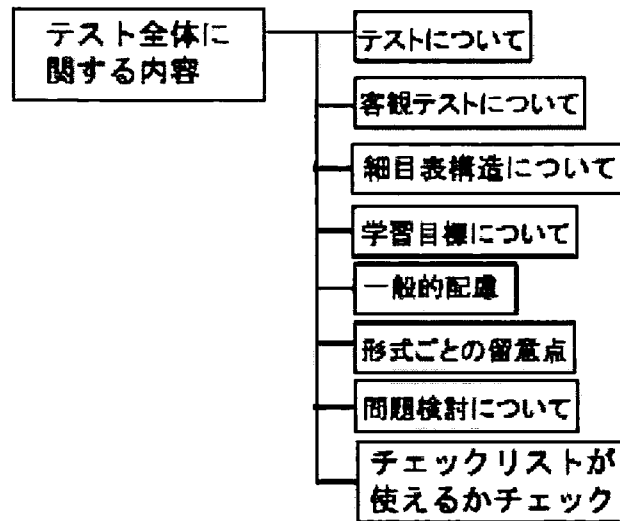 テスト全体に
関する内容
テストについて
客観テストについて
細目表構造について
学習目標について
一般的配慮
形式ごとの留意点
問題検討について
チェックリストが
使えるかチェック